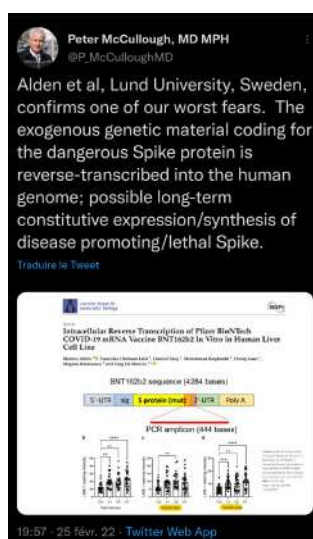 Peter McCullough, MD MPH
@P_McCulloughMD
Alden et al, Lund University, Sweden,
confirms one of our worst fears. The
exogenous genetic material coding for
the dangerous Spike protein is
reverse-transcribed into the human
genome; possible long-term
constitutive expression/synthesis of
disease promoting/lethal Spike.
Traduire le Tweet
MDPI
Intracellular Reverse Transcription of Pfizer BioNTech
COVID-19 mRNA Vaccine BNT162b2 In Vitro in Human Liver
Cell Line
BNT162b2 sequence (4284 bases)
5'-UTR sig S protein (mut) 3'-UTR Poly A
PCR amplicon (444 bases)
19:57 · 25 févr. 22 · Twitter Web App